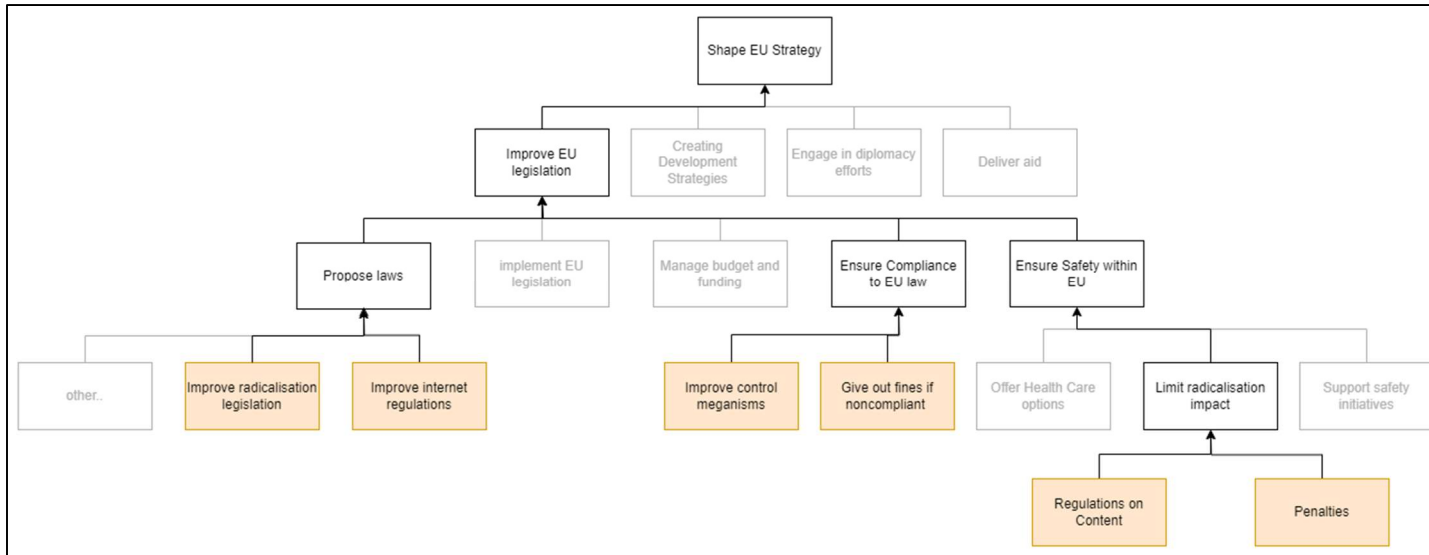 Shape EU Strategy
Improve EU
legislation
Creating
Development
Strategies
Engage in diplomacy
efforts
Deliver aid
Propose laws
implement EU
legislation
Manage budget and
funding
Ensure Compliance
to EU law
Ensure Safety within
EU
other..
Improve radicalisation
legislation
Improve internet
regulations
Improve control
meganisms
Give out fines if
noncompliant
Offer Health Care
options
Limit radicalisation
impact
Support safety
initiatives
Regulations on
Content
Penalties